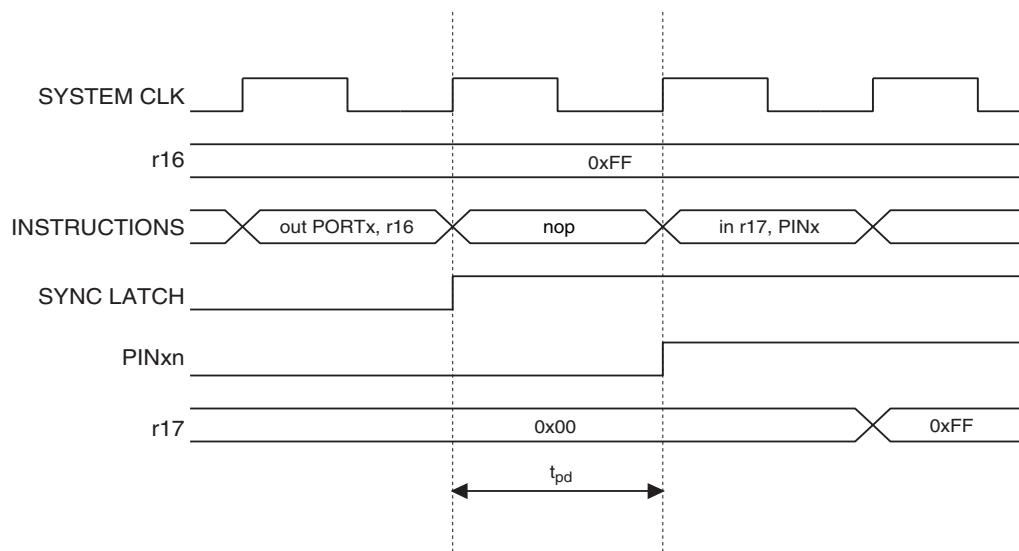 SYSTEM CLK
r16
0xFF
INSTRUCTIONS
out PORTx, r16
nop
in r17, PINx
SYNC LATCH
PINxn
r17
0x00
0xFF
tpd